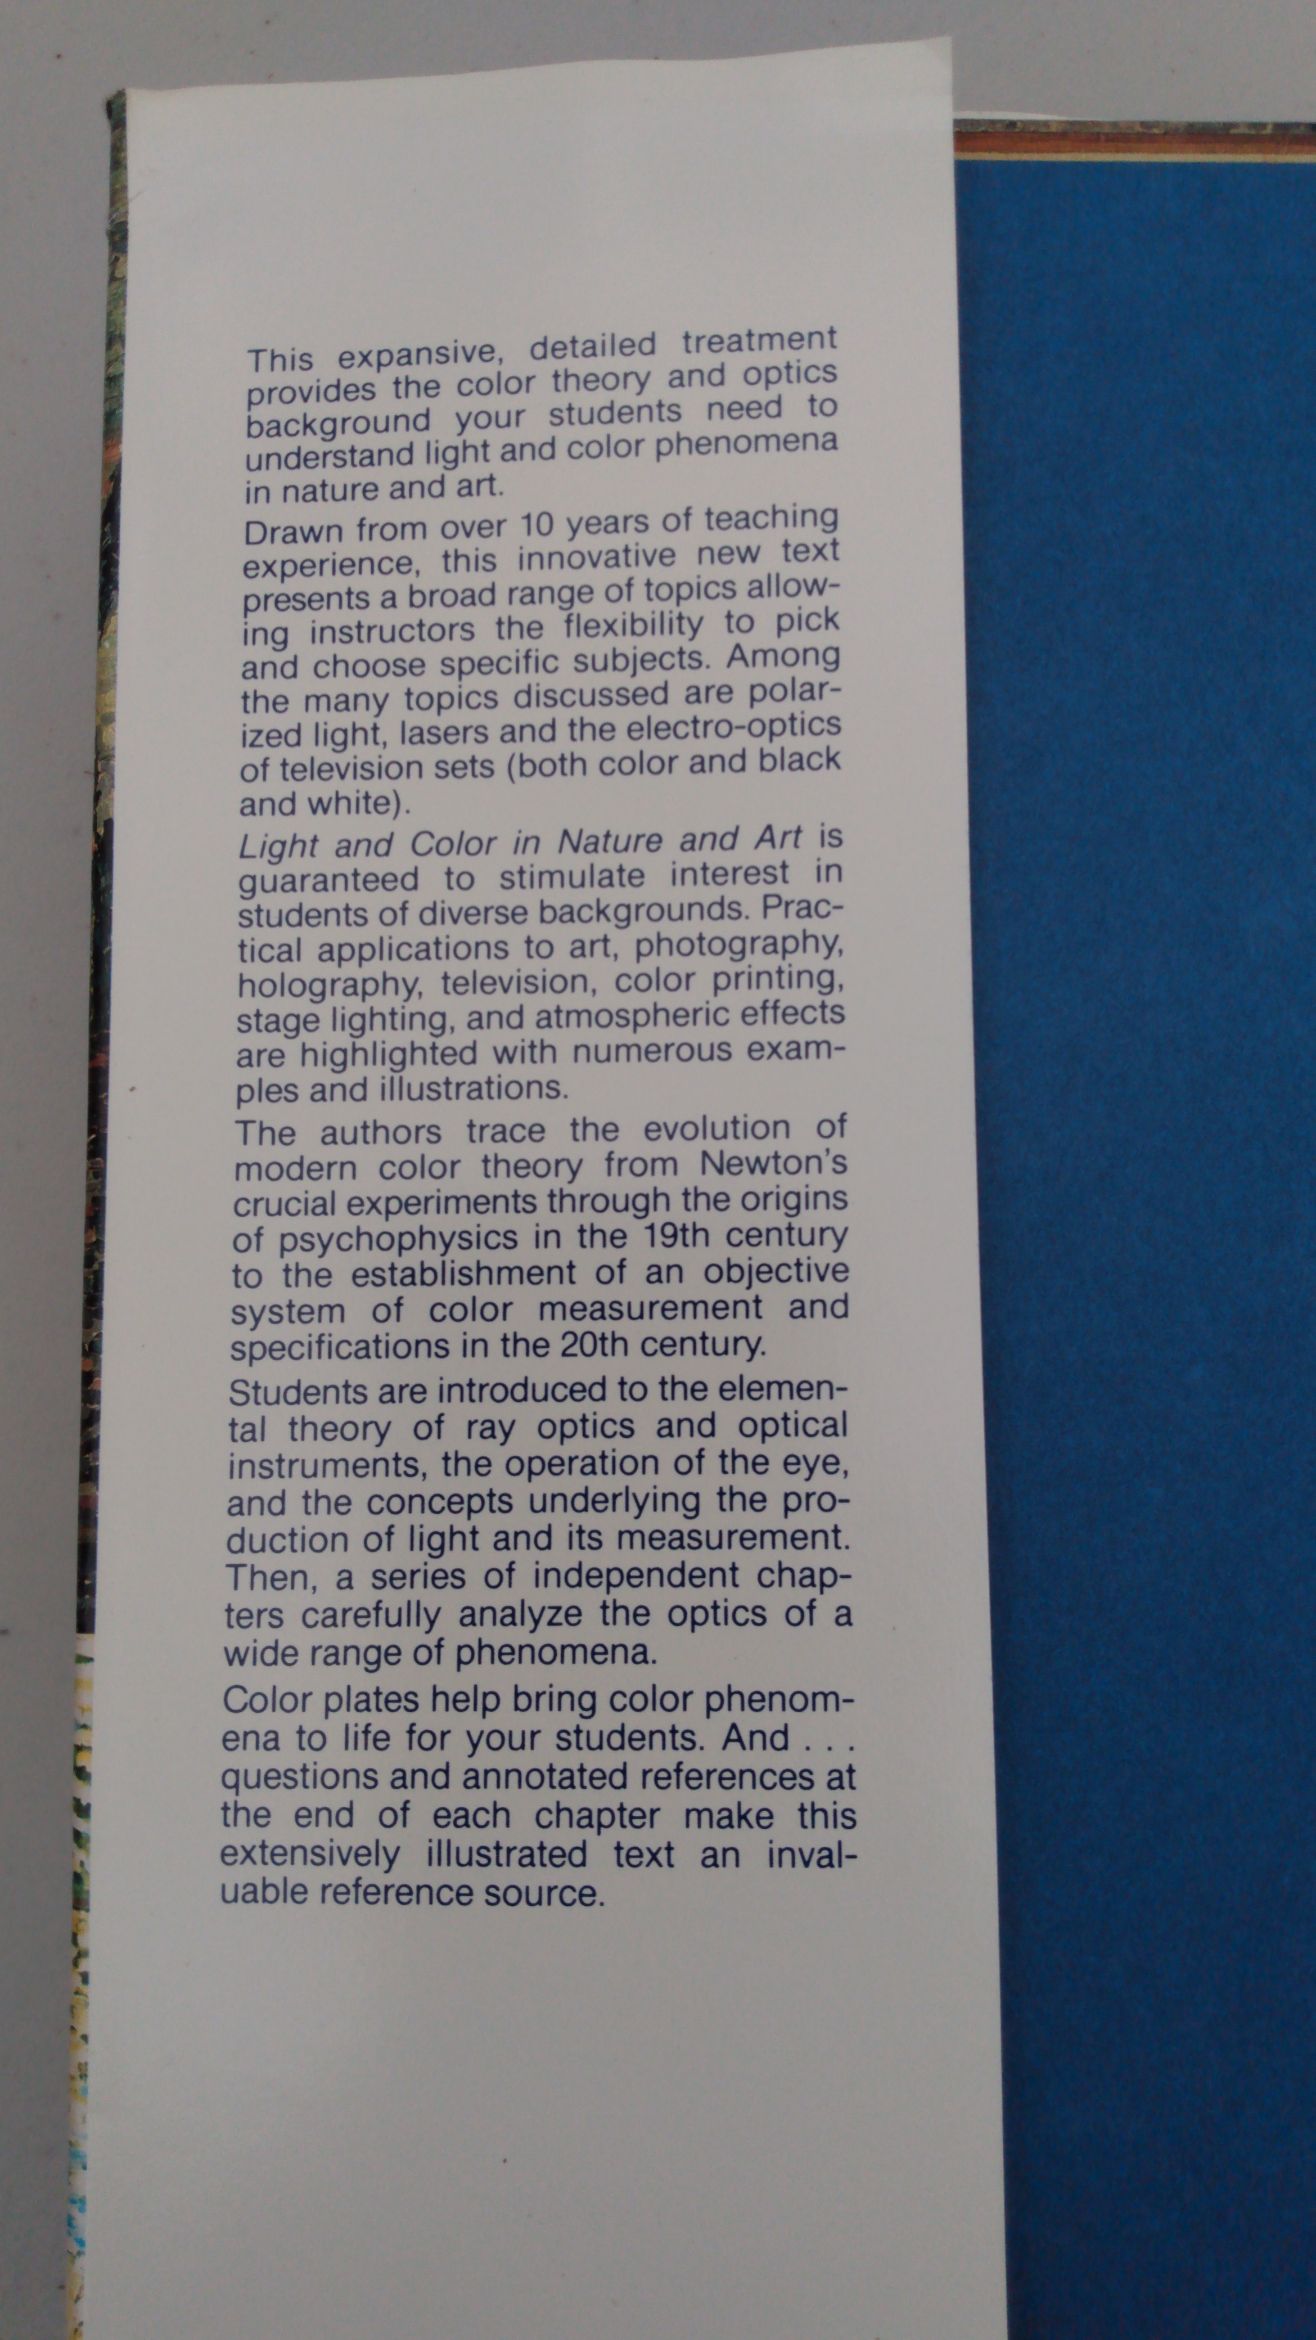 This expansive, detailed treatment
provides the color theory and optics
background your students need to
understand light and color phenomena
in nature and art.
Drawn from over 10 years of teaching
experience, this innovative new text
presents a broad range of topics allow-
ing instructors the flexibility to pick
and choose specific subjects. Among
the many topics discussed are polar-
ized light, lasers and the electro-optics
of television sets (both color and black
and white).
Light and Color in Nature and Art is
guaranteed to stimulate interest in
students of diverse backgrounds. Prac-
tical applications to art, photography,
holography, television, color printing,
stage lighting, and atmospheric effects
are highlighted with numerous exam-
ples and illustrations.
The authors trace the evolution of
modern color theory from Newton's
crucial experiments through the origins
of psychophysics in the 19th century
to the establishment of an objective
system of color measurement and
specifications in the 20th century.
Students are introduced to the elemen-
tal theory of ray optics and optical
instruments, the operation of the eye,
and the concepts underlying the pro-
duction of light and its measurement.
Then, a series of independent chap-
ters carefully analyze the optics of a
wide range of phenomena.
Color plates help bring color phenom-
ena to life for your students. And . . .
questions and annotated references at
the end of each chapter make this
extensively illustrated text an inval-
uable reference source.